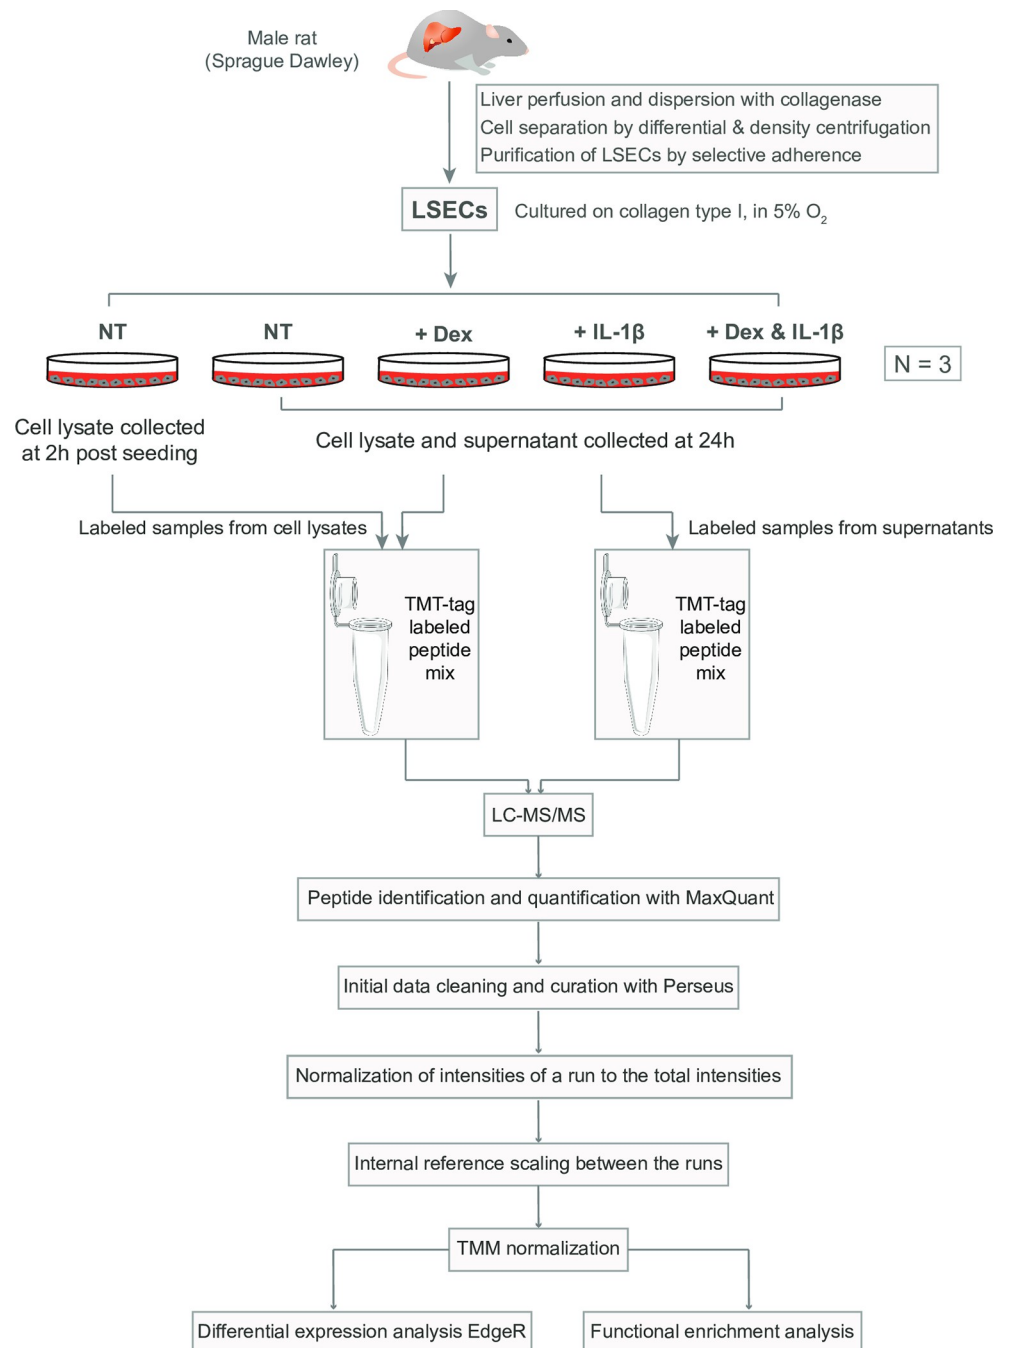 Male rat
(Sprague Dawley)
Liver perfusion and dispersion with collagenase
Cell separation by differential & density centrifugation
Purification of LSECs by selective adherence
LSECs
Cultured on collagen type I, in 5% O₂
NT
NT
+ Dex
+ IL-1β
+ Dex & IL-1β
N = 3
Cell lysate collected
at 2h post seeding
Cell lysate and supernatant collected at 24h
Labeled samples from cell lysates
Labeled samples from supernatants
TMT-tag
labeled
peptide
mix
TMT-tag
labeled
peptide
mix
LC-MS/MS
Peptide identification and quantification with MaxQuant
Initial data cleaning and curation with Perseus
Normalization of intensities of a run to the total intensities
Internal reference scaling between the runs
TMM normalization
Differential expression analysis EdgeR
Functional enrichment analysis